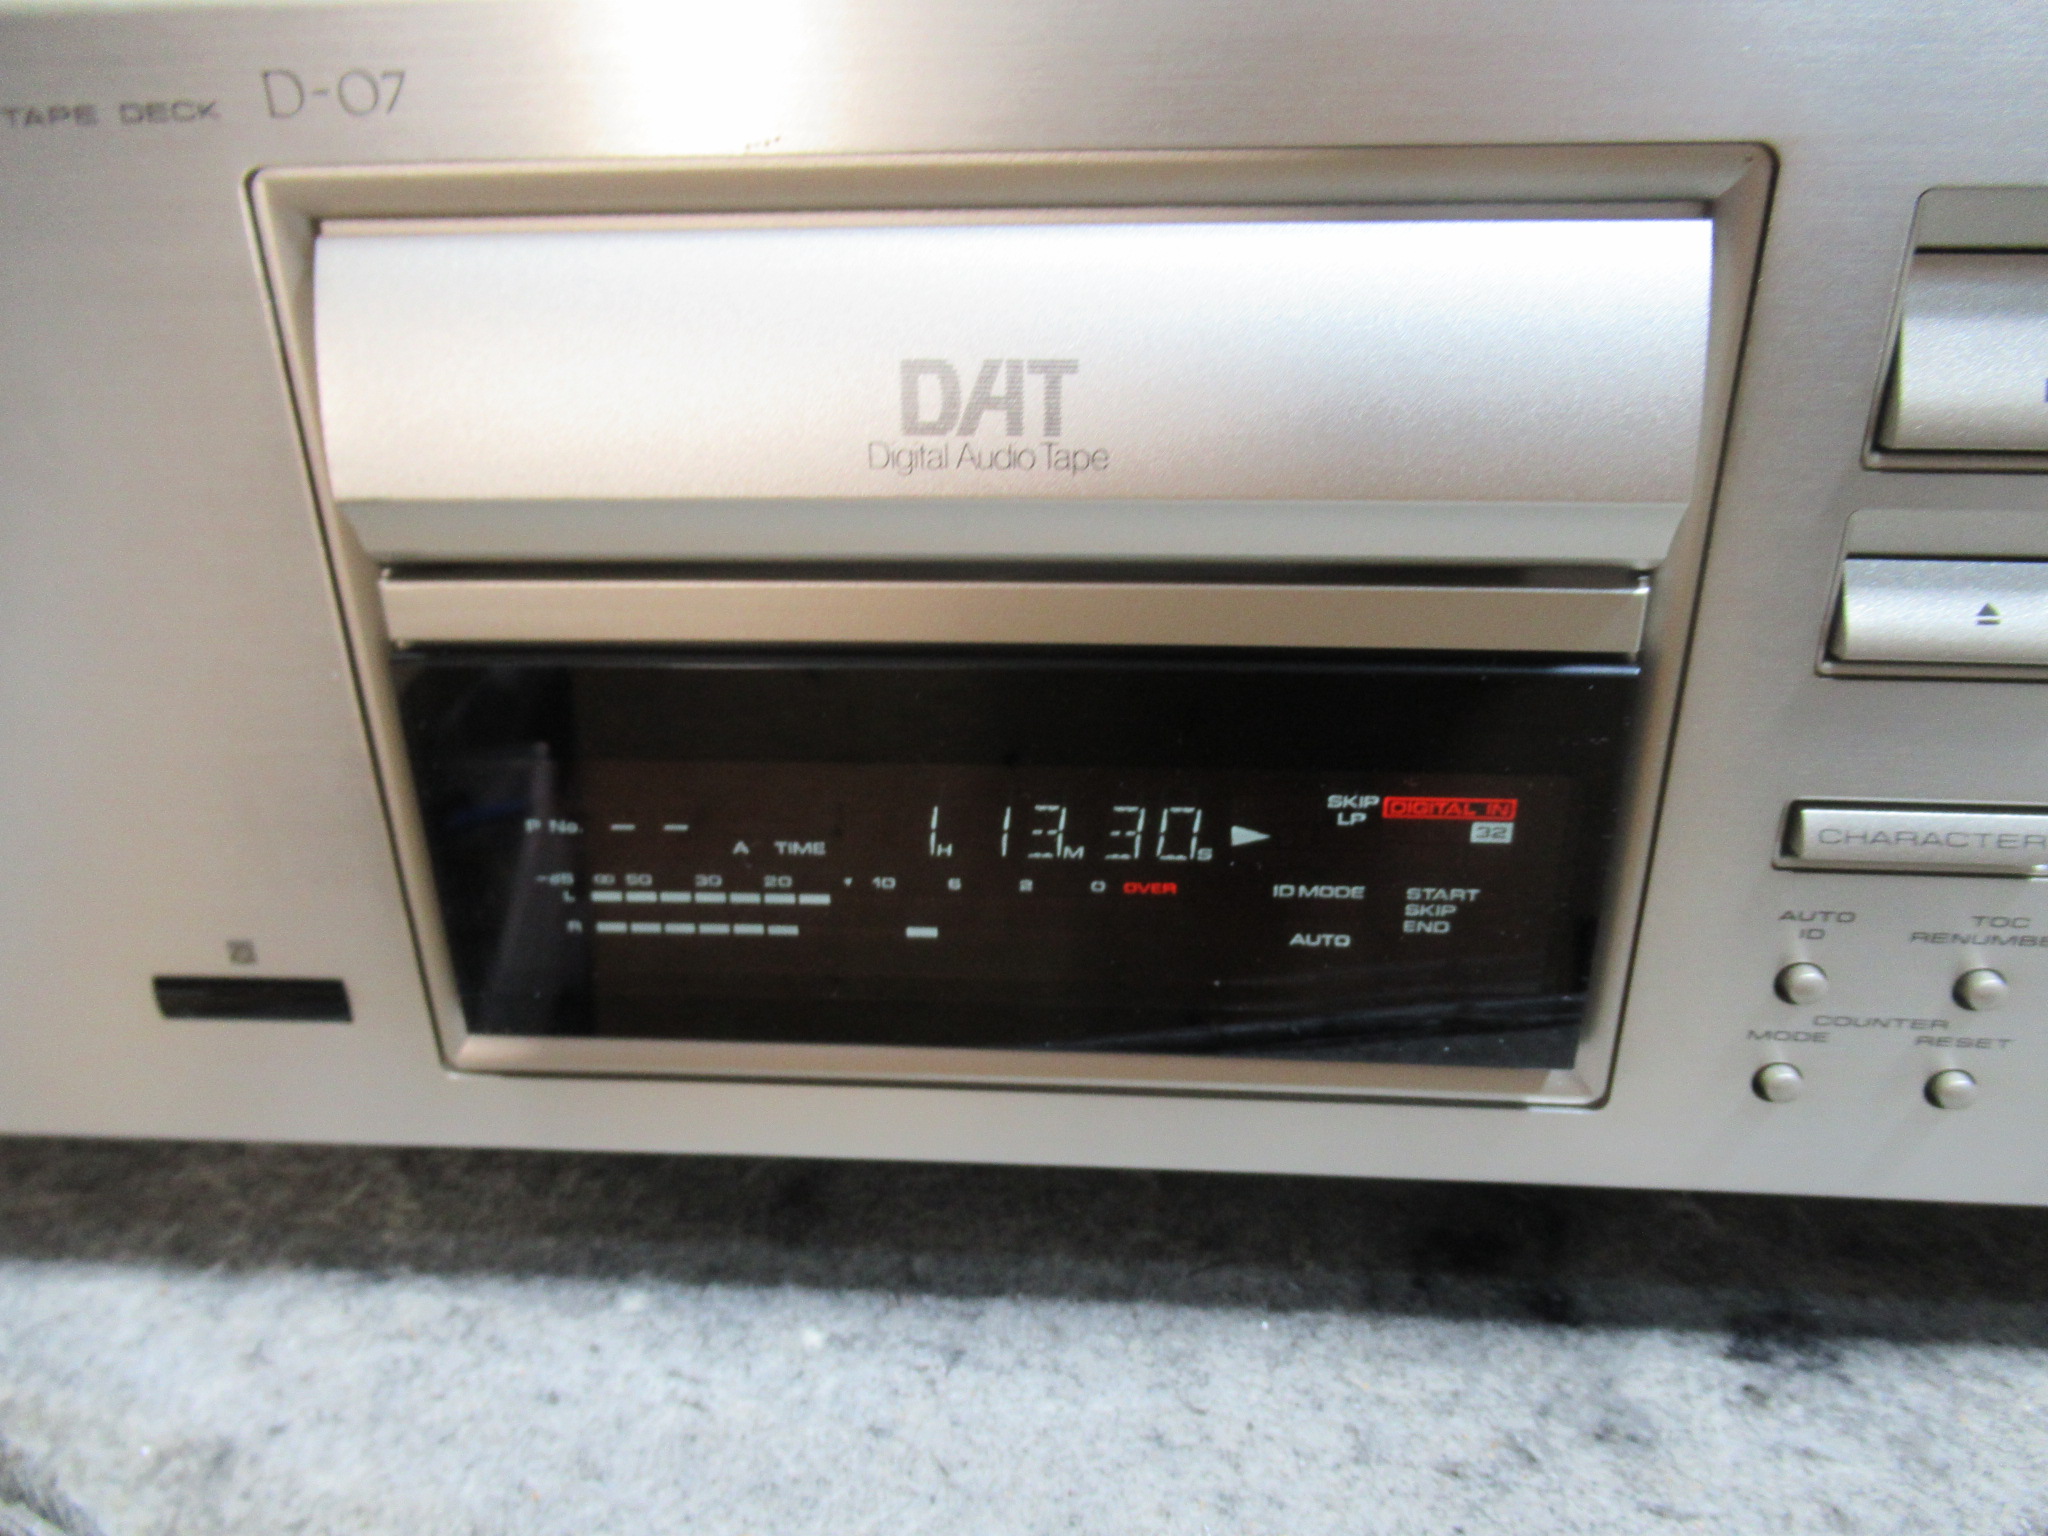 TAPE DECK D-07
DAT
Digital Audio Tape
P No. -- A TIME 1H 13M 30S
SKIP DIGITAL IN
LP 32
-dB ∞ 50 30 20 ▼ 10 6 2 0 OVER
L
R
ID MODE
AUTO
START
SKIP
END
CHARACTER
AUTO
ID
TOC
RENUMBE
COUNTER
MODE RESET